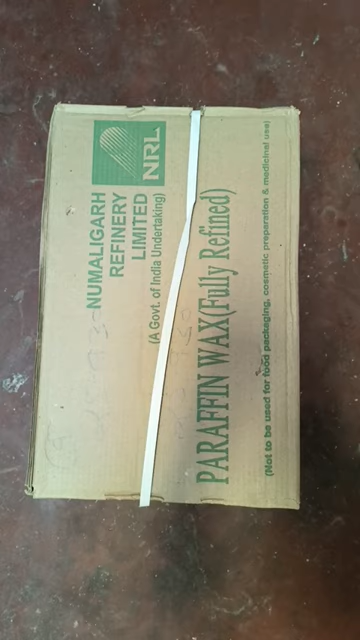 NRL
NUMALIGARH
REFINERY
LIMITED
(A Govt. of India Undertaking)
PARAFFIN WAX(Fully Refined)
(Not to be used for food packaging, cosmetic preparation & medicinal use)